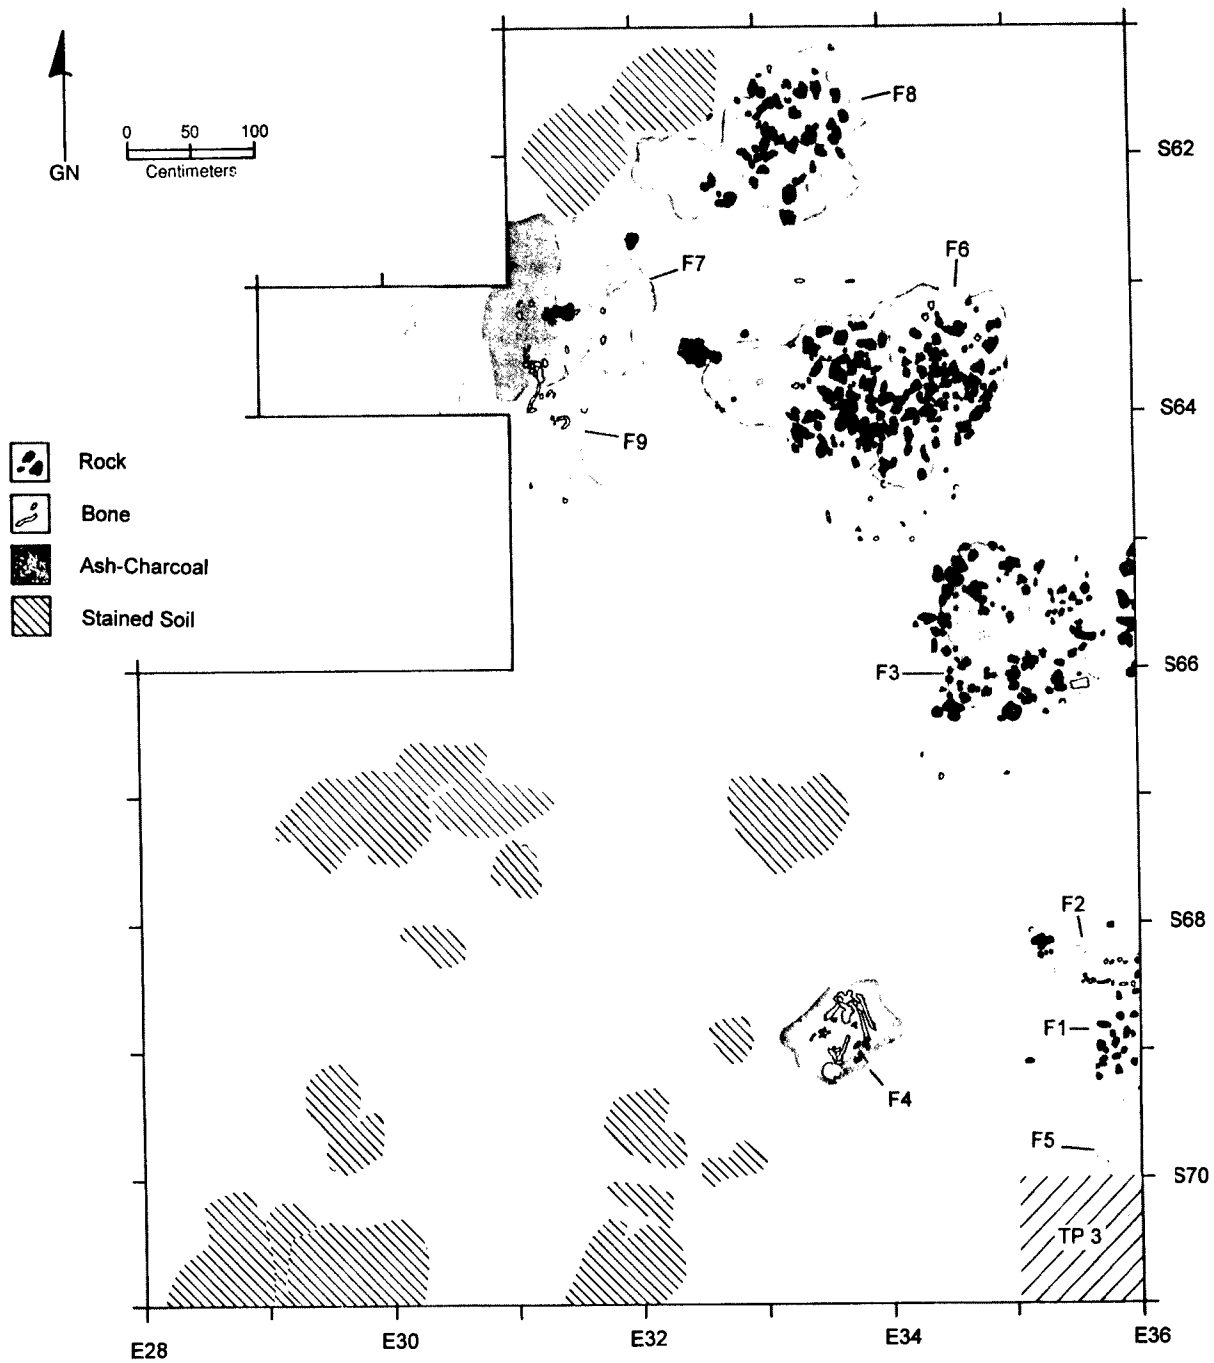 F8
0 50 100
Centimeters
GN
S62
F6
F7
S64
F9
Rock
Bone
Ash-Charcoal
Stained Soil
F3
S66
F2
S68
F1
F4
F5
S70
TP 3
E28
E30
E32
E34
E36